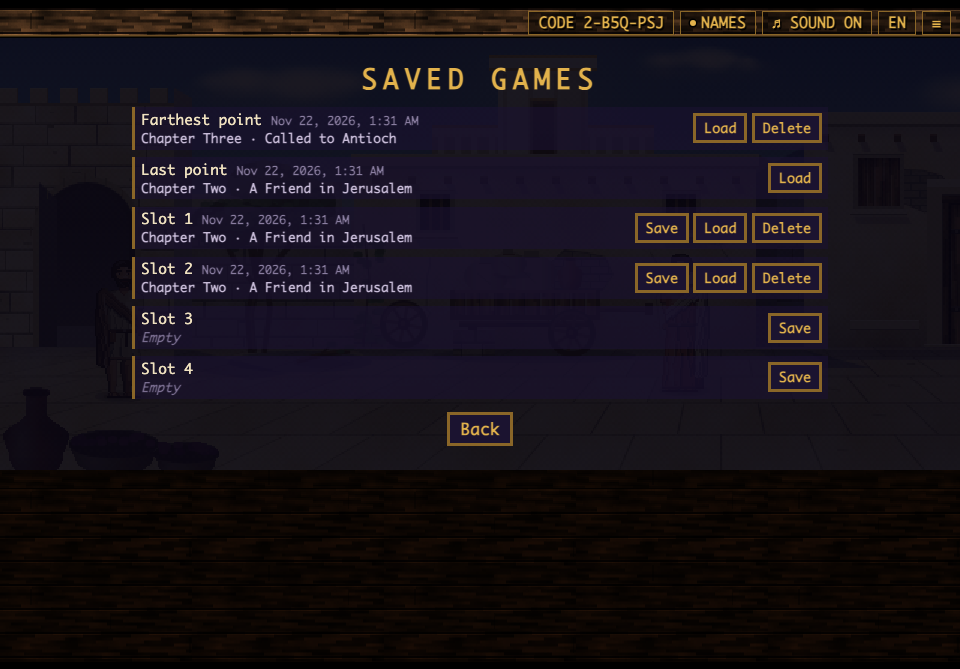 CODE 2-B5Q-PSJ
• NAMES
♬ SOUND ON
EN
≡
SAVED GAMES
Farthest point Nov 22, 2026, 1:31 AM
Chapter Three · Called to Antioch
Load Delete
Last point Nov 22, 2026, 1:31 AM
Chapter Two · A Friend in Jerusalem
Load
Slot 1 Nov 22, 2026, 1:31 AM
Chapter Two · A Friend in Jerusalem
Save Load Delete
Slot 2 Nov 22, 2026, 1:31 AM
Chapter Two · A Friend in Jerusalem
Save Load Delete
Slot 3
Empty
Save
Slot 4
Empty
Save
Back